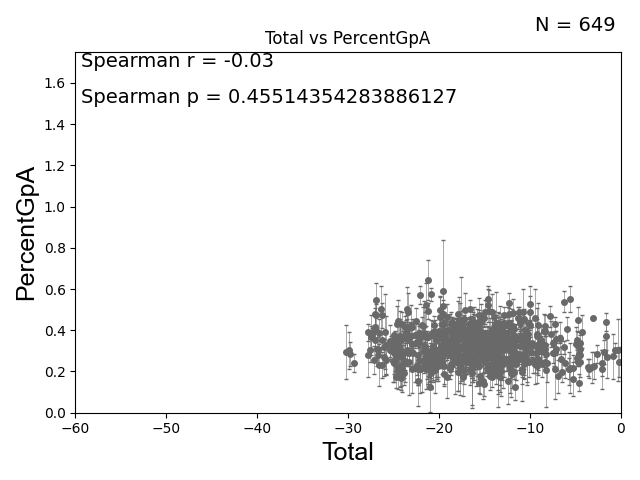 N = 649
Total vs PercentGpA
Spearman r = -0.03
Spearman p = 0.45514354283886127
PercentGpA
1.6
1.4
1.2
1.0
0.8
0.6
0.4
0.2
0.0
−60 −50 −40 −30 −20 −10 0
Total